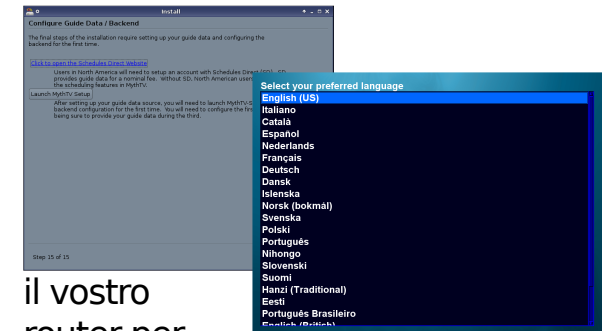 Install
Configure Guide Data / Backend
The final steps of the installation require setting up your guide data and configuring the
backend for the first time.
Click to open the Schedules Direct Website
Users in North America will need to setup an account with Schedules Direct (SD). SD
provides guide data for a nominal fee. Without SD, North American users
the scheduling features in MythTV.
Launch MythTV Setup
After setting up your guide data source, you will need to launch MythTV-S
backend configuration for the first time. You will need to configure the fir
being sure to provide your guide data during the third.
Step 15 of 15
Select your preferred language
English (US)
Italiano
Català
Español
Nederlands
Français
Deutsch
Dansk
Islenska
Norsk (bokmål)
Svenska
Polski
Português
Nihongo
Slovenski
Suomi
Hanzi (Traditional)
Eesti
Português Brasileiro
English (British)
il vostro
router per